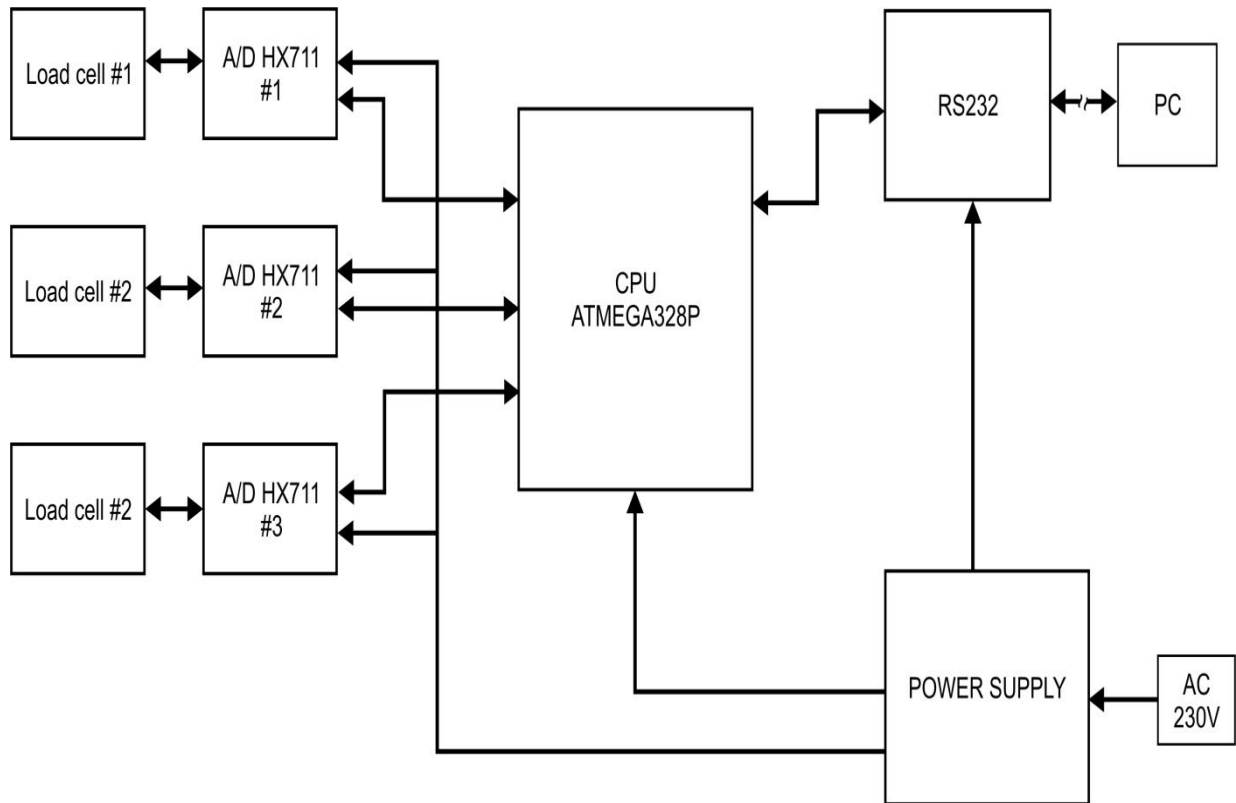 Load cell #1
A/D HX711
#1
RS232
PC
Load cell #2
A/D HX711
#2
CPU
ATMEGA328P
Load cell #2
A/D HX711
#3
POWER SUPPLY
AC
230V